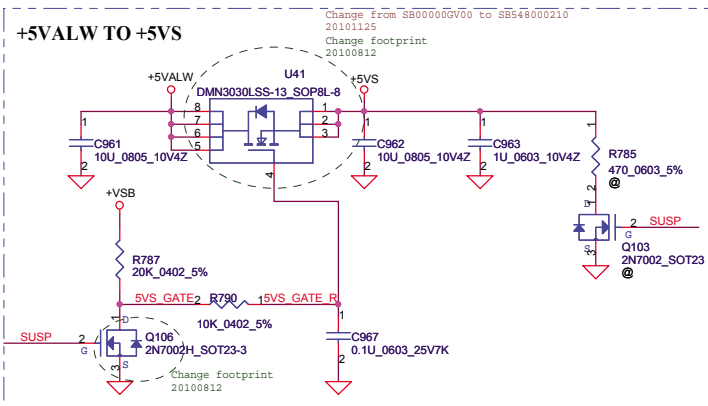 Change from SB00000GV00 to SB548000210
20101125
+5VALW TO +5VS
Change footprint
20100812
U41
+5VALW
+5VS
DMN3030LSS-13_SOP8L-8
8
7
6
5
1
2
3
4
1
C961
2
10U_0805_10V4Z
1
C962
2
10U_0805_10V4Z
1
C963
2
1U_0603_10V4Z
1
R785
470_0603_5%
2
@
+VSB
R787
20K_0402_5%
D
1
2
SUSP
G
S
3
Q103
2N7002_SOT23
@
5VS_GATE
2
R790
1
5VS_GATE_R
10K_0402_5%
1
C967
2
0.1U_0603_25V7K
SUSP
2
G
1
D
S
3
Q106
2N7002H_SOT23-3
Change footprint
20100812